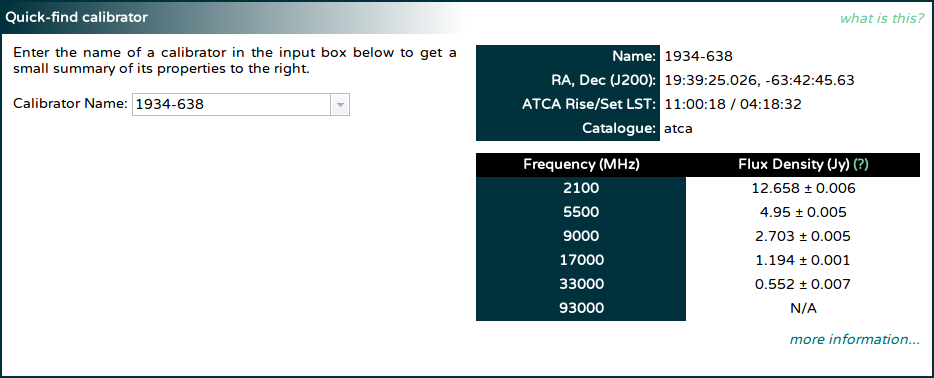 Quick-find calibrator
what is this?
Enter the name of a calibrator in the input box below to get a
small summary of its properties to the right.
Calibrator Name: 1934-638
Name: 1934-638
RA, Dec (J200): 19:39:25.026, -63:42:45.63
ATCA Rise/Set LST: 11:00:18 / 04:18:32
Catalogue: atca
Frequency (MHz) Flux Density (Jy) (?)
2100 12.658 ± 0.006
5500 4.95 ± 0.005
9000 2.703 ± 0.005
17000 1.194 ± 0.001
33000 0.552 ± 0.007
93000 N/A
more information...